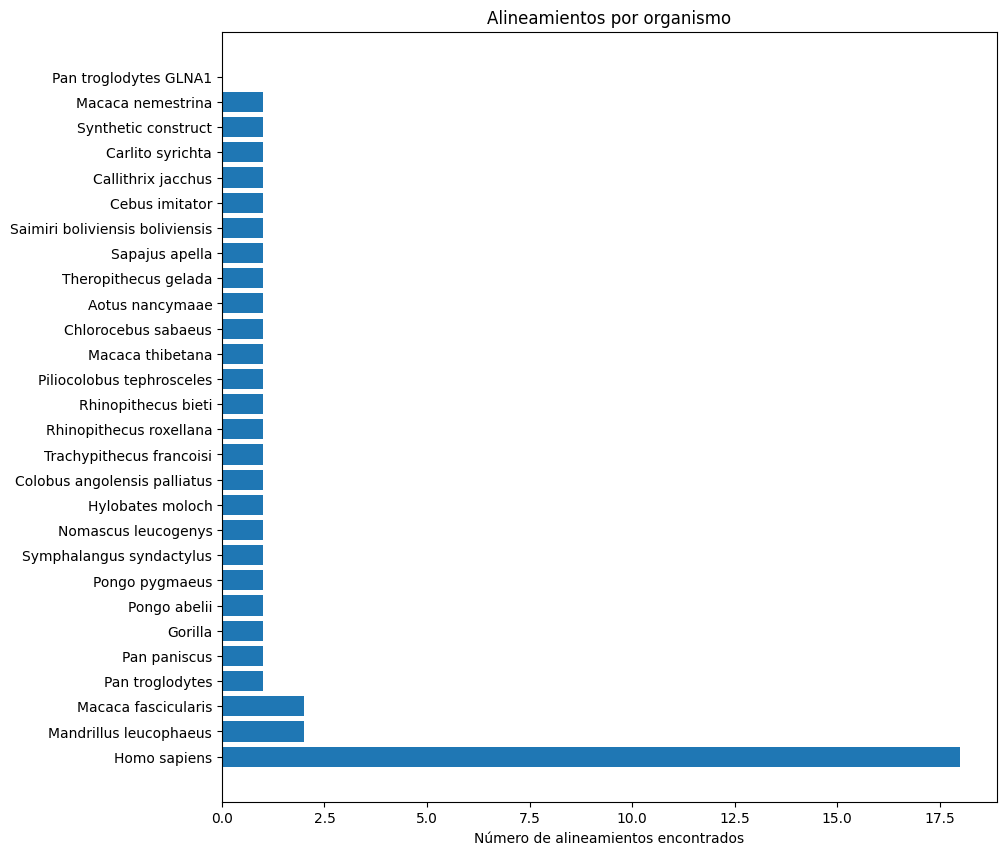 Alineamientos por organismo
Pan troglodytes GLNA1
Macaca nemestrina
Synthetic construct
Carlito syrichta
Callithrix jacchus
Cebus imitator
Saimiri boliviensis boliviensis
Sapajus apella
Theropithecus gelada
Aotus nancymaae
Chlorocebus sabaeus
Macaca thibetana
Piliocolobus tephrosceles
Rhinopithecus bieti
Rhinopithecus roxellana
Trachypithecus francoisi
Colobus angolensis palliatus
Hylobates moloch
Nomascus leucogenys
Symphalangus syndactylus
Pongo pygmaeus
Pongo abelii
Gorilla
Pan paniscus
Pan troglodytes
Macaca fascicularis
Mandrillus leucophaeus
Homo sapiens
0.0 2.5 5.0 7.5 10.0 12.5 15.0 17.5
Número de alineamientos encontrados